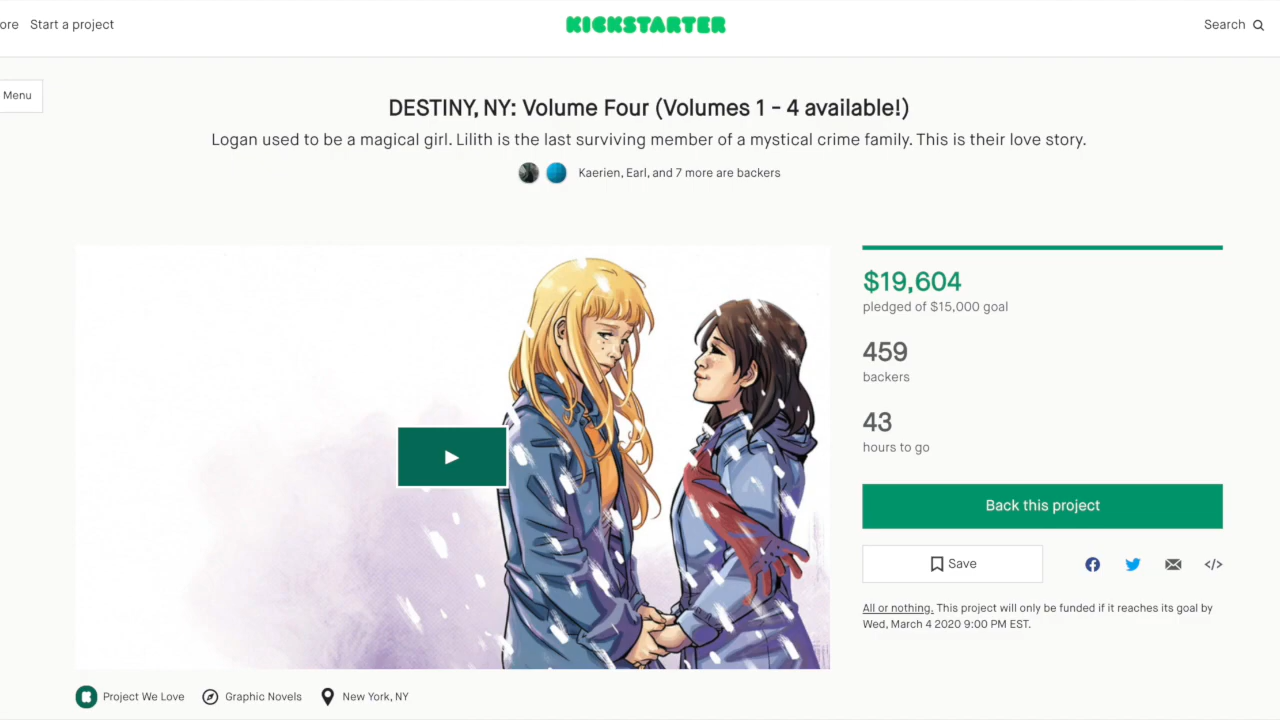 ore Start a project KICKSTARTER Search
Menu
DESTINY, NY: Volume Four (Volumes 1 - 4 available!)
Logan used to be a magical girl. Lilith is the last surviving member of a mystical crime family. This is their love story.
Kaerien, Earl, and 7 more are backers
$19,604
pledged of $15,000 goal
459
backers
43
hours to go
Back this project
Save
All or nothing. This project will only be funded if it reaches its goal by
Wed, March 4 2020 9:00 PM EST.
Project We Love Graphic Novels New York, NY